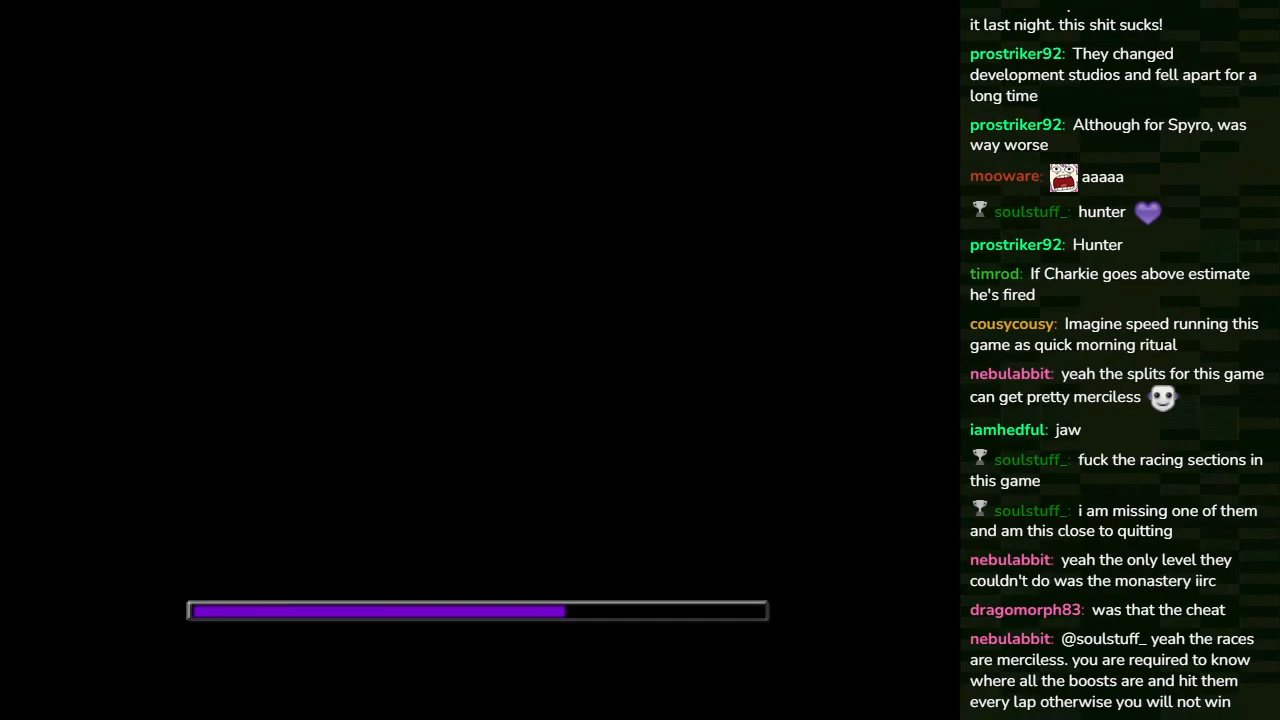 it last night. this shit sucks!
prostriker92: They changed
development studios and fell apart for a
long time
prostriker92: Although for Spyro, was
way worse
mooware: aaaaa
soulstuff_: hunter
prostriker92: Hunter
timrod: If Charkie goes above estimate
he's fired
cousycousy: Imagine speed running this
game as quick morning ritual
nebulabbit: yeah the splits for this game
can get pretty merciless
iamhedful: jaw
soulstuff_: fuck the racing sections in
this game
soulstuff_: i am missing one of them
and am this close to quitting
nebulabbit: yeah the only level they
couldn't do was the monastery iirc
dragomorph83: was that the cheat
nebulabbit: @soulstuff_ yeah the races
are merciless. you are required to know
where all the boosts are and hit them
every lap otherwise you will not win